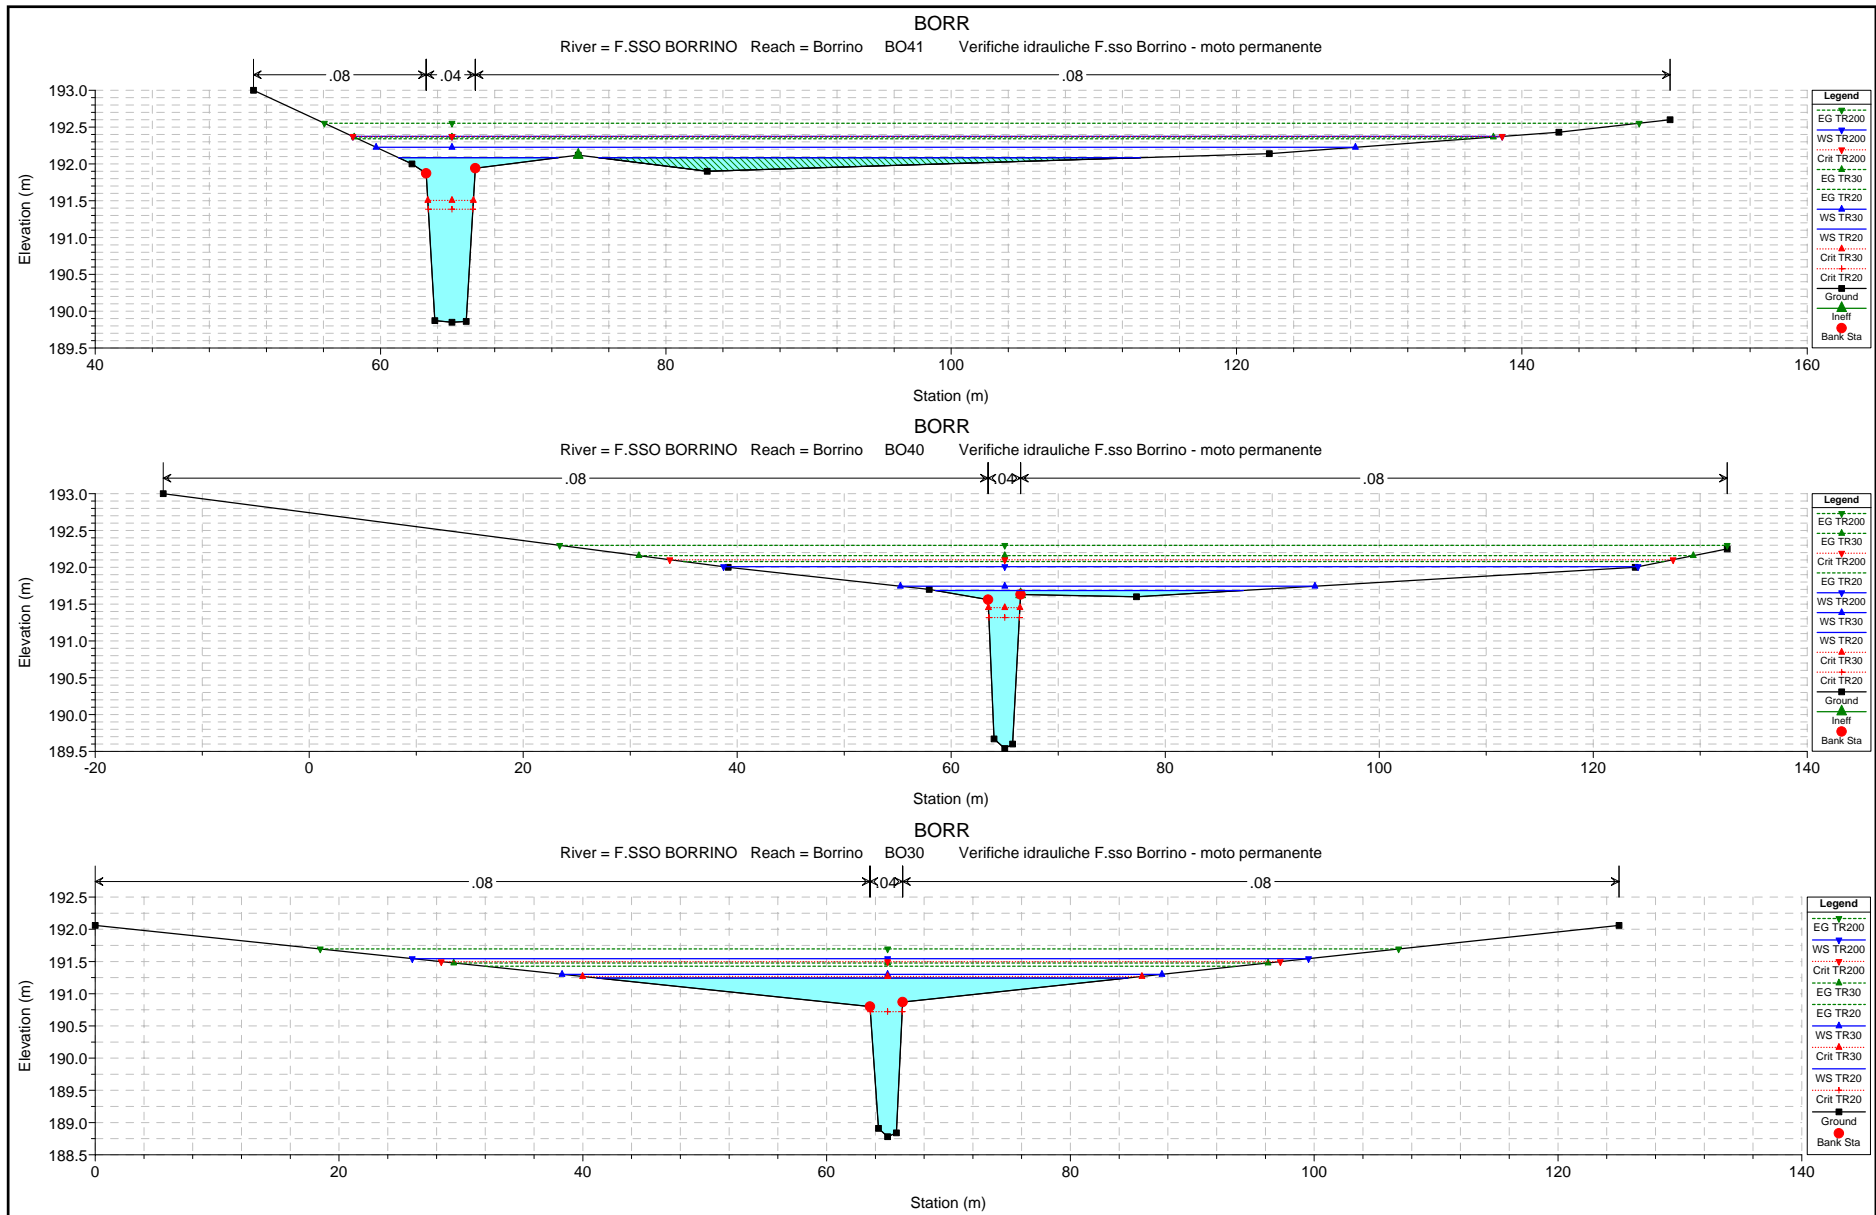 BORR
River = F.SSO BORRINO Reach = Borrino BO41 Verifiche idrauliche F.sso Borrino - moto permanente
.08 .04 .08
193.0
192.5
192.0
191.5
191.0
190.5
190.0
189.5
Elevation (m)
40 60 80 100 120 140 160
Station (m)
Legend
EG TR200
WS TR200
Crit TR200
EG TR30
EG TR20
WS TR30
WS TR20
Crit TR30
Crit TR20
Ground
Ineff
Bank Sta
BORR
River = F.SSO BORRINO Reach = Borrino BO40 Verifiche idrauliche F.sso Borrino - moto permanente
.08 .04 .08
193.0
192.5
192.0
191.5
191.0
190.5
190.0
189.5
Elevation (m)
-20 0 20 40 60 80 100 120 140
Station (m)
Legend
EG TR200
EG TR30
Crit TR200
EG TR20
WS TR200
WS TR30
WS TR20
Crit TR30
Crit TR20
Ground
Ineff
Bank Sta
BORR
River = F.SSO BORRINO Reach = Borrino BO30 Verifiche idrauliche F.sso Borrino - moto permanente
.08 .04 .08
192.5
192.0
191.5
191.0
190.5
190.0
189.5
189.0
188.5
Elevation (m)
0 20 40 60 80 100 120 140
Station (m)
Legend
EG TR200
WS TR200
Crit TR200
EG TR30
EG TR20
WS TR30
Crit TR30
WS TR20
Crit TR20
Ground
Bank Sta